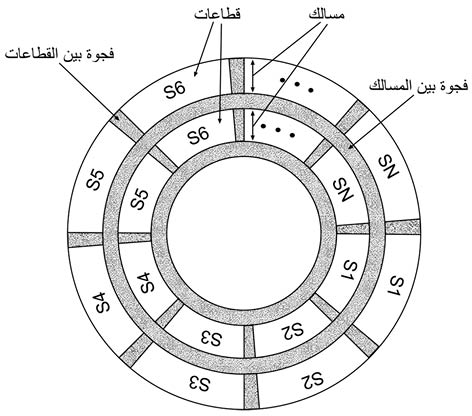 مسالك
قطاعات
فجوة بين القطاعات
فجوة بين المسالك
S6
• • •
S6
• • •
S5
S5
SN
SN
S4
S4
S1
S1
S3
S2
S3
S2